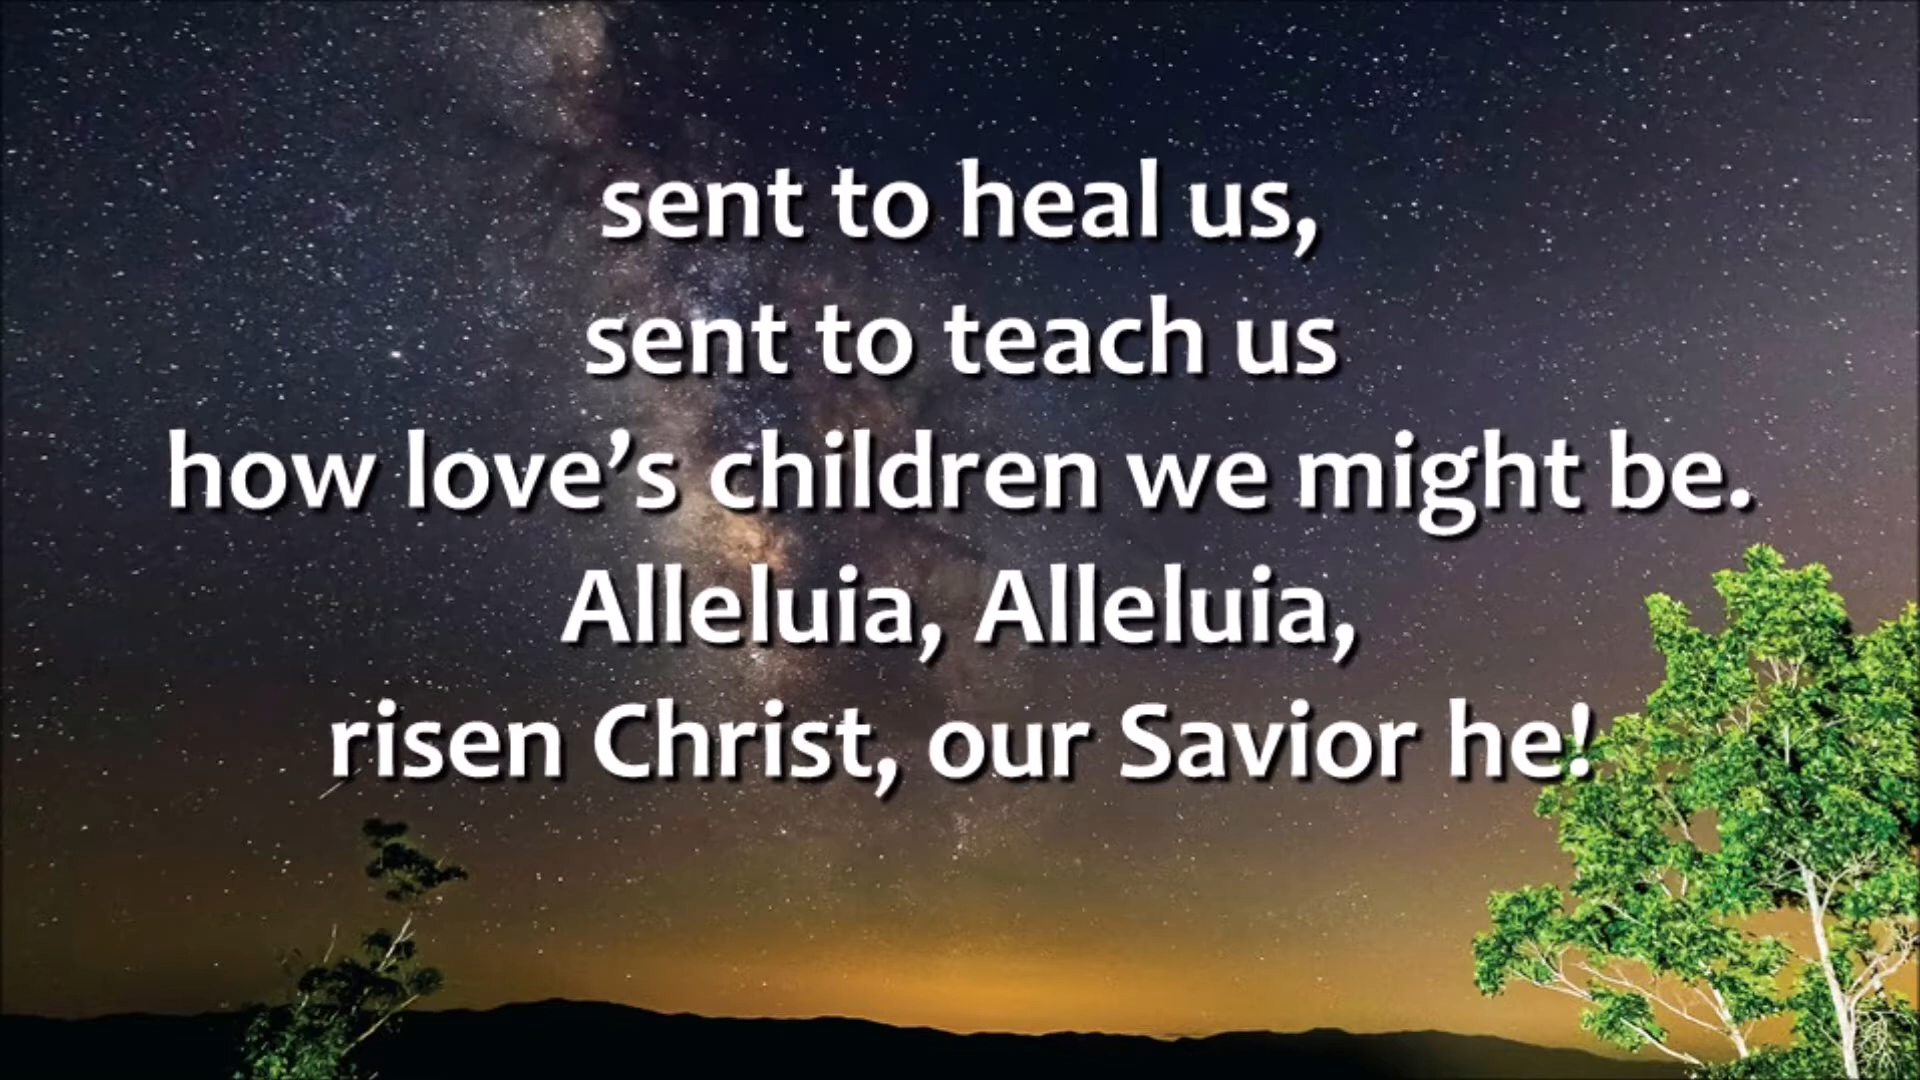 sent to heal us,
sent to teach us
how love’s children we might be.
Alleluia, Alleluia,
risen Christ, our Savior he!